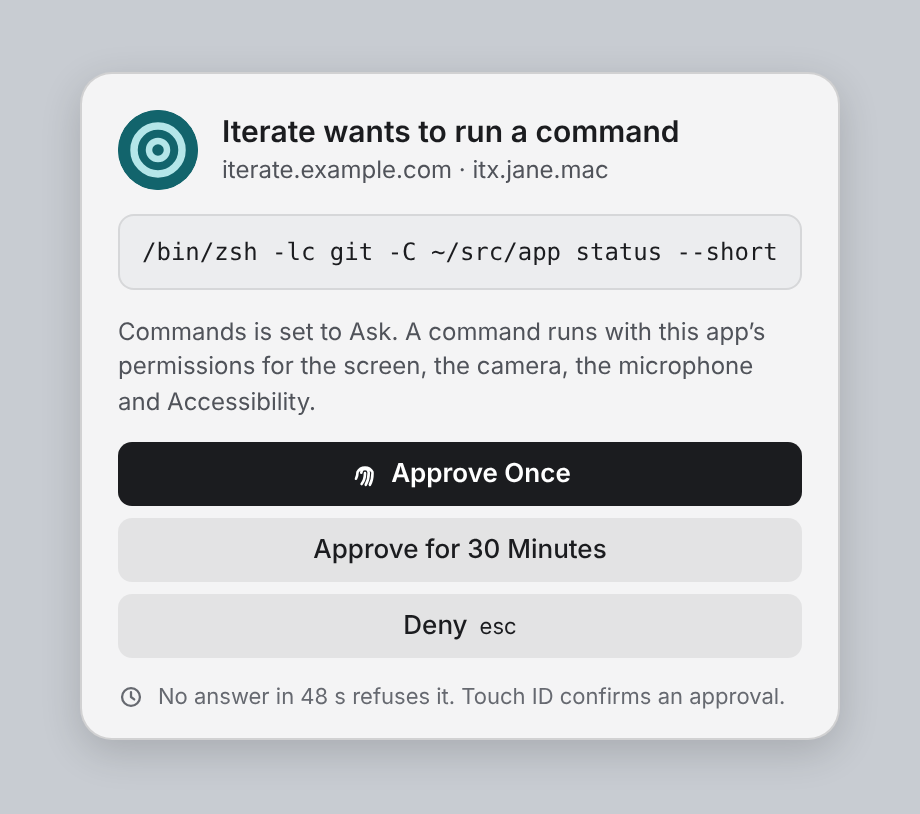 Iterate wants to run a command
iterate.example.com · itx.jane.mac
/bin/zsh -lc git -C ~/src/app status --short
Commands is set to Ask. A command runs with this app’s
permissions for the screen, the camera, the microphone
and Accessibility.
Approve Once
Approve for 30 Minutes
Deny esc
No answer in 48 s refuses it. Touch ID confirms an approval.